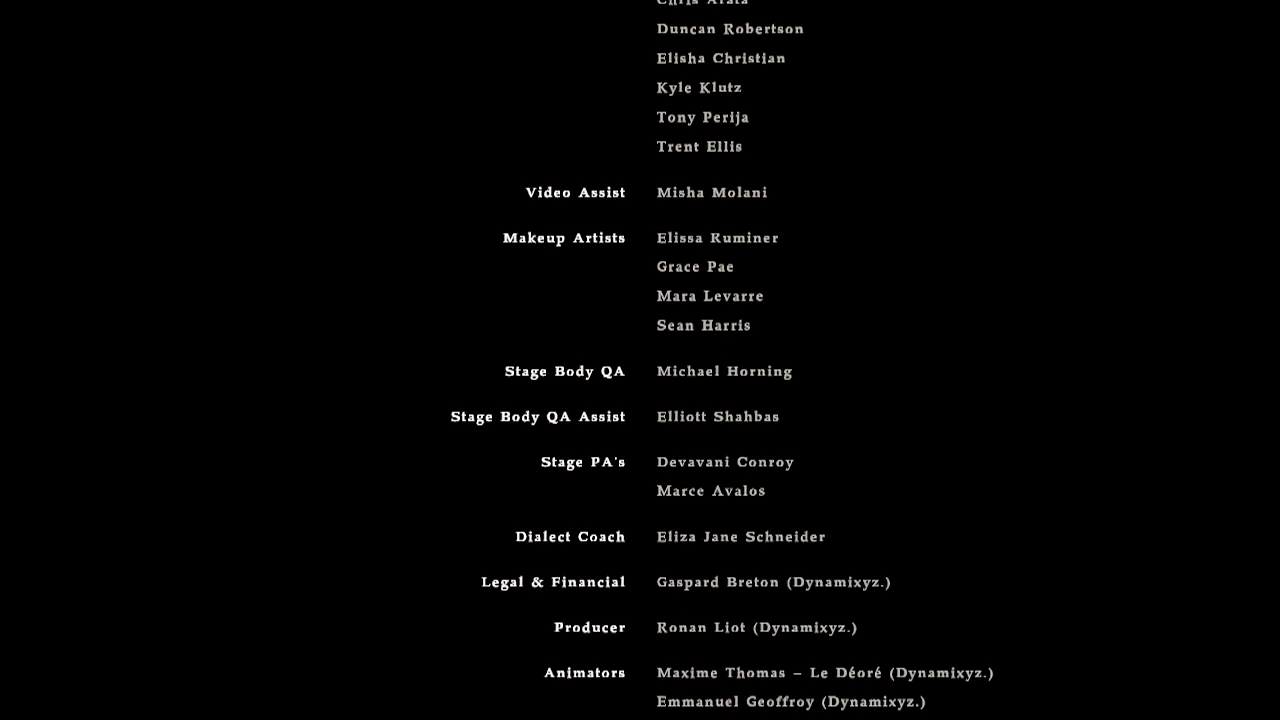 Duncan Robertson
Elisha Christian
Kyle Klutz
Tony Perija
Trent Ellis
Video Assist Misha Molani
Makeup Artists Elissa Ruminer
Grace Pae
Mara Levarre
Sean Harris
Stage Body QA Michael Horning
Stage Body QA Assist Elliott Shahbas
Stage PA's Devavani Conroy
Marce Avalos
Dialect Coach Eliza Jane Schneider
Legal & Financial Gaspard Breton (Dynamixyz.)
Producer Ronan Liot (Dynamixyz.)
Animators Maxime Thomas – Le Déoré (Dynamixyz.)
Emmanuel Geoffroy (Dynamixyz.)